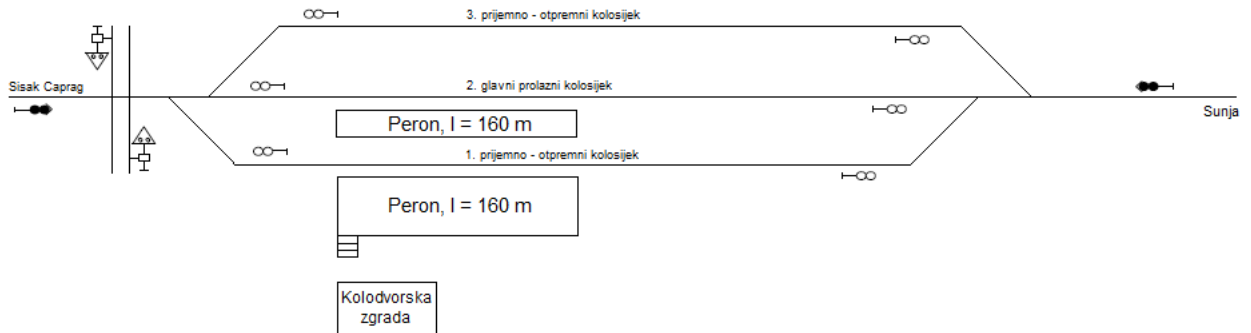 3. prijemno - otpremni kolosijek
Sisak Caprag
2. glavni prolazni kolosijek
Sunja
Peron, l = 160 m
1. prijemno - otpremni kolosijek
Peron, l = 160 m
Kolodvorska
zgrada